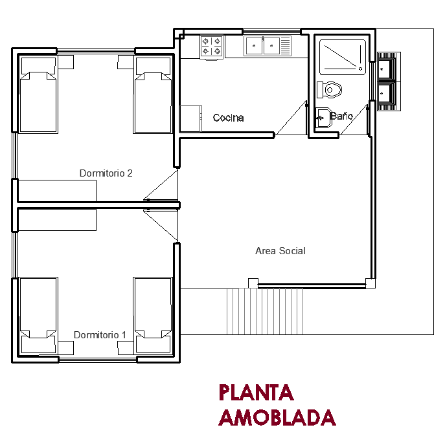 Cocina
Baño
Dormitorio 2
Area Social
Dormitorio 1
PLANTA
AMOBLADA